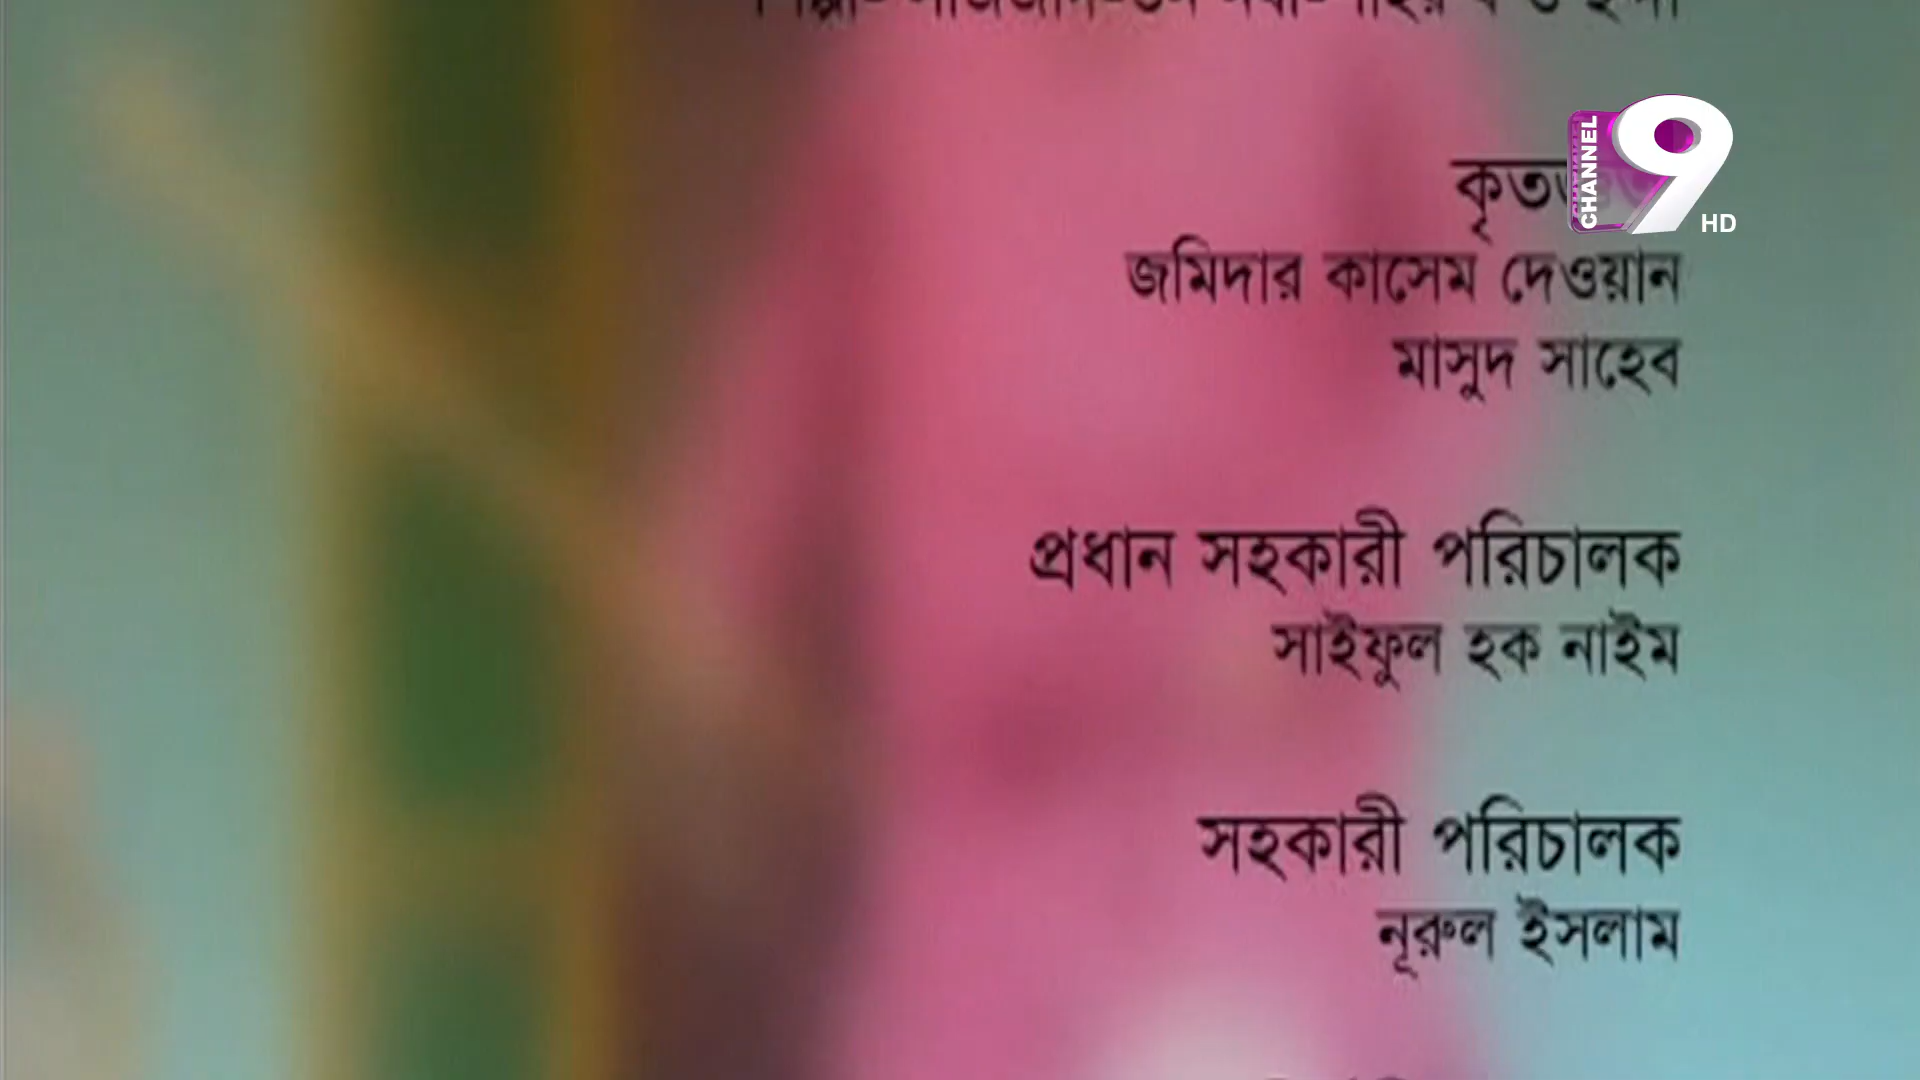 CHANNEL 9 HD
জমিদার কাসেম দেওয়ান
মাসুদ সাহেব
প্রধান সহকারী পরিচালক
সাইফুল হক নাইম
সহকারী পরিচালক
নূরুল ইসলাম